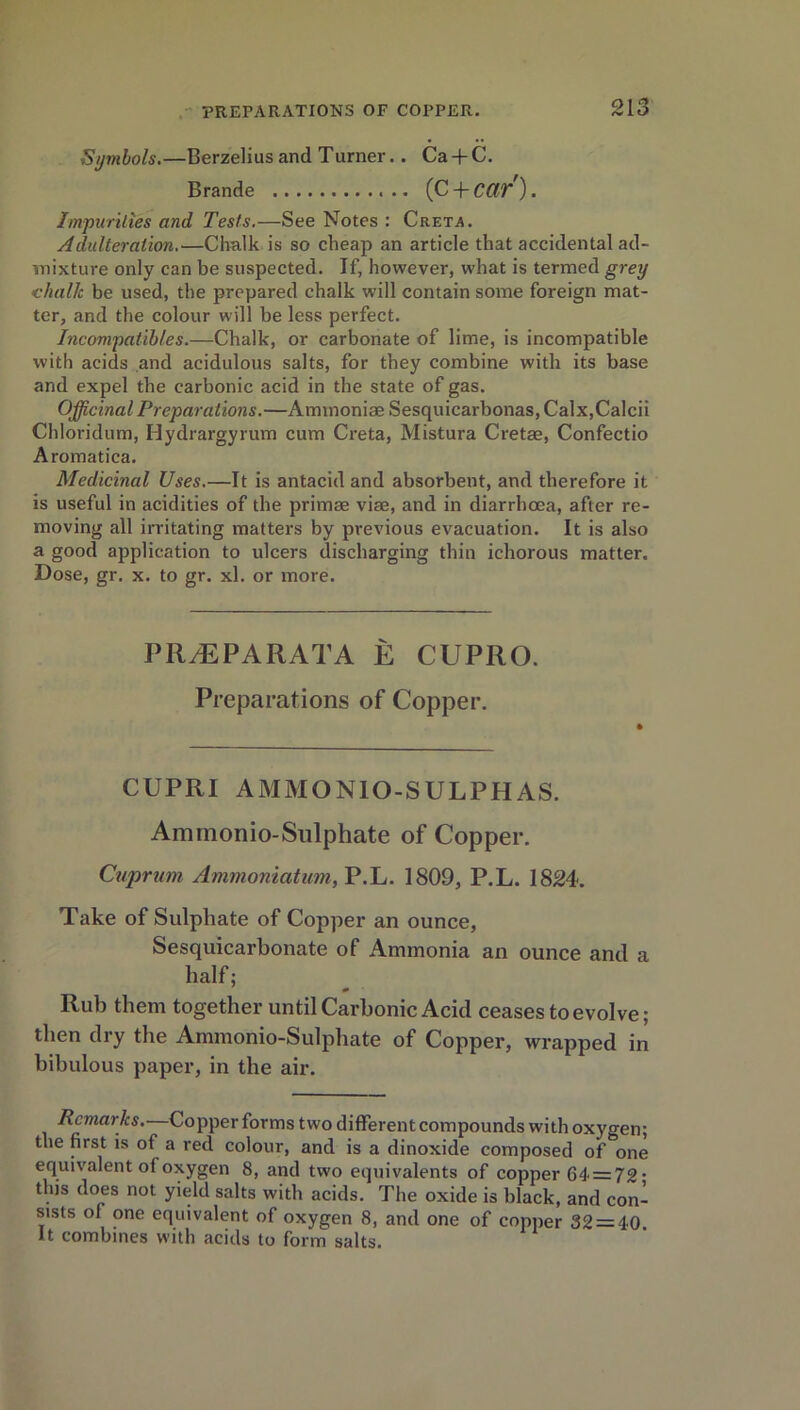 PREPARATIONS OF COPPER. 213
Symbols.—Berzelius and Turner.. Ċa + C̈.
Brande ............. (C + car').
Impurities and Tests.—See Notes : CRETA.
Adulteration.—Chalk is so cheap an article that accidental ad-
mixture only can be suspected. If, however, what is termed grey
chalk be used, the prepared chalk will contain some foreign mat-
ter, and the colour will be less perfect.
Incompatibles.—Chalk, or carbonate of lime, is incompatible
with acids and acidulous salts, for they combine with its base
and expel the carbonic acid in the state of gas.
Officinal Preparations.—Ammoniæ Sesquicarbonas, Calx, Calcii
Chloridum, Hydrargyrum cum Creta, Mistura Cretæ, Confectio
Aromatica.
Medicinal Uses.—It is antacid and absorbent, and therefore it
is useful in acidities of the primæ viæ, and in diarrhœa, after re-
moving all irritating matters by previous evacuation. It is also
a good application to ulcers discharging thin ichorous matter.
Dose, gr. x. to gr. xl. or more.
PRÆPARATA È CUPRO.
Preparations of Copper.
CUPRI AMMONIO-SULPHAS.
Ammonio-Sulphate of Copper.
Cuprum Ammoniatum, P.L. 1809, P.L. 1824.
Take of Sulphate of Copper an ounce,
Sesquicarbonate of Ammonia an ounce and a
half;
Rub them together until Carbonic Acid ceases to evolve;
then dry the Ammonio-Sulphate of Copper, wrapped in
bibulous paper, in the air.
Remarks.—Copper forms two different compounds with oxygen;
the first is of a red colour, and is a dinoxide composed of one
equivalent of oxygen 8, and two equivalents of copper 64=72;
this does not yield salts with acids. The oxide is black, and con-
sists of one equivalent of oxygen 8, and one of copper 32=40.
It combines with acids to form salts.